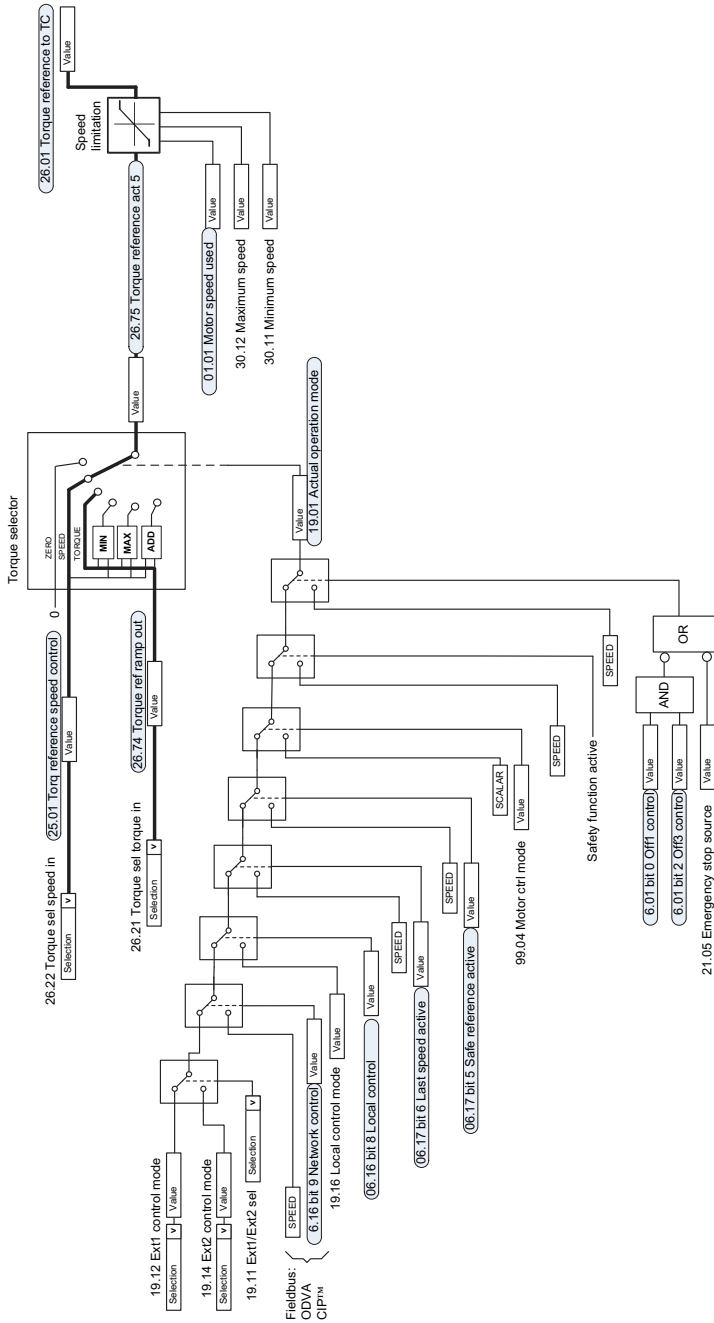 26.22 Torque sel speed in
Selection
v
25.01 Torq reference speed control
Value
26.21 Torque sel torque in
Selection
v
26.74 Torque ref ramp out
Value
Torque selector
0
ZERO
SPEED
TORQUE
MIN
MAX
ADD
Value
26.75 Torque reference act 5
Speed
limitation
26.01 Torque reference to TC
Value
01.01 Motor speed used
Value
30.12 Maximum speed
Value
30.11 Minimum speed
Value
19.12 Ext1 control mode
Selection
v
Value
19.14 Ext2 control mode
Selection
v
Value
19.11 Ext1/Ext2 sel
Selection
v
Fieldbus:
ODVA
CIP™
SPEED
6.16 bit 9 Network control
Value
19.16 Local control mode
Value
06.16 bit 8 Local control
Value
SPEED
06.17 bit 6 Last speed active
Value
SPEED
06.17 bit 5 Safe reference active
Value
SCALAR
99.04 Motor ctrl mode
Value
SPEED
Safety function active
SPEED
6.01 bit 0 Off1 control
Value
6.01 bit 2 Off3 control
Value
AND
OR
21.05 Emergency stop source
Value
Value
19.01 Actual operation mode